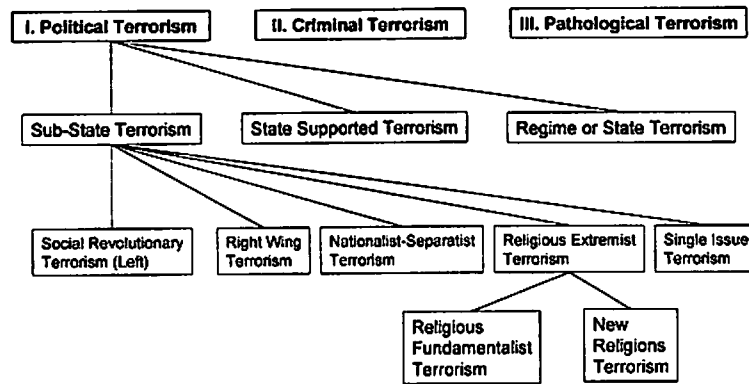 I. Political Terrorism
II. Criminal Terrorism
III. Pathological Terrorism
Sub-State Terrorism
State Supported Terrorism
Regime or State Terrorism
Social Revolutionary
Terrorism (Left)
Right Wing
Terrorism
Nationalist-Separatist
Terrorism
Religious Extremist
Terrorism
Single Issue
Terrorism
Religious
Fundamentalist
Terrorism
New
Religions
Terrorism